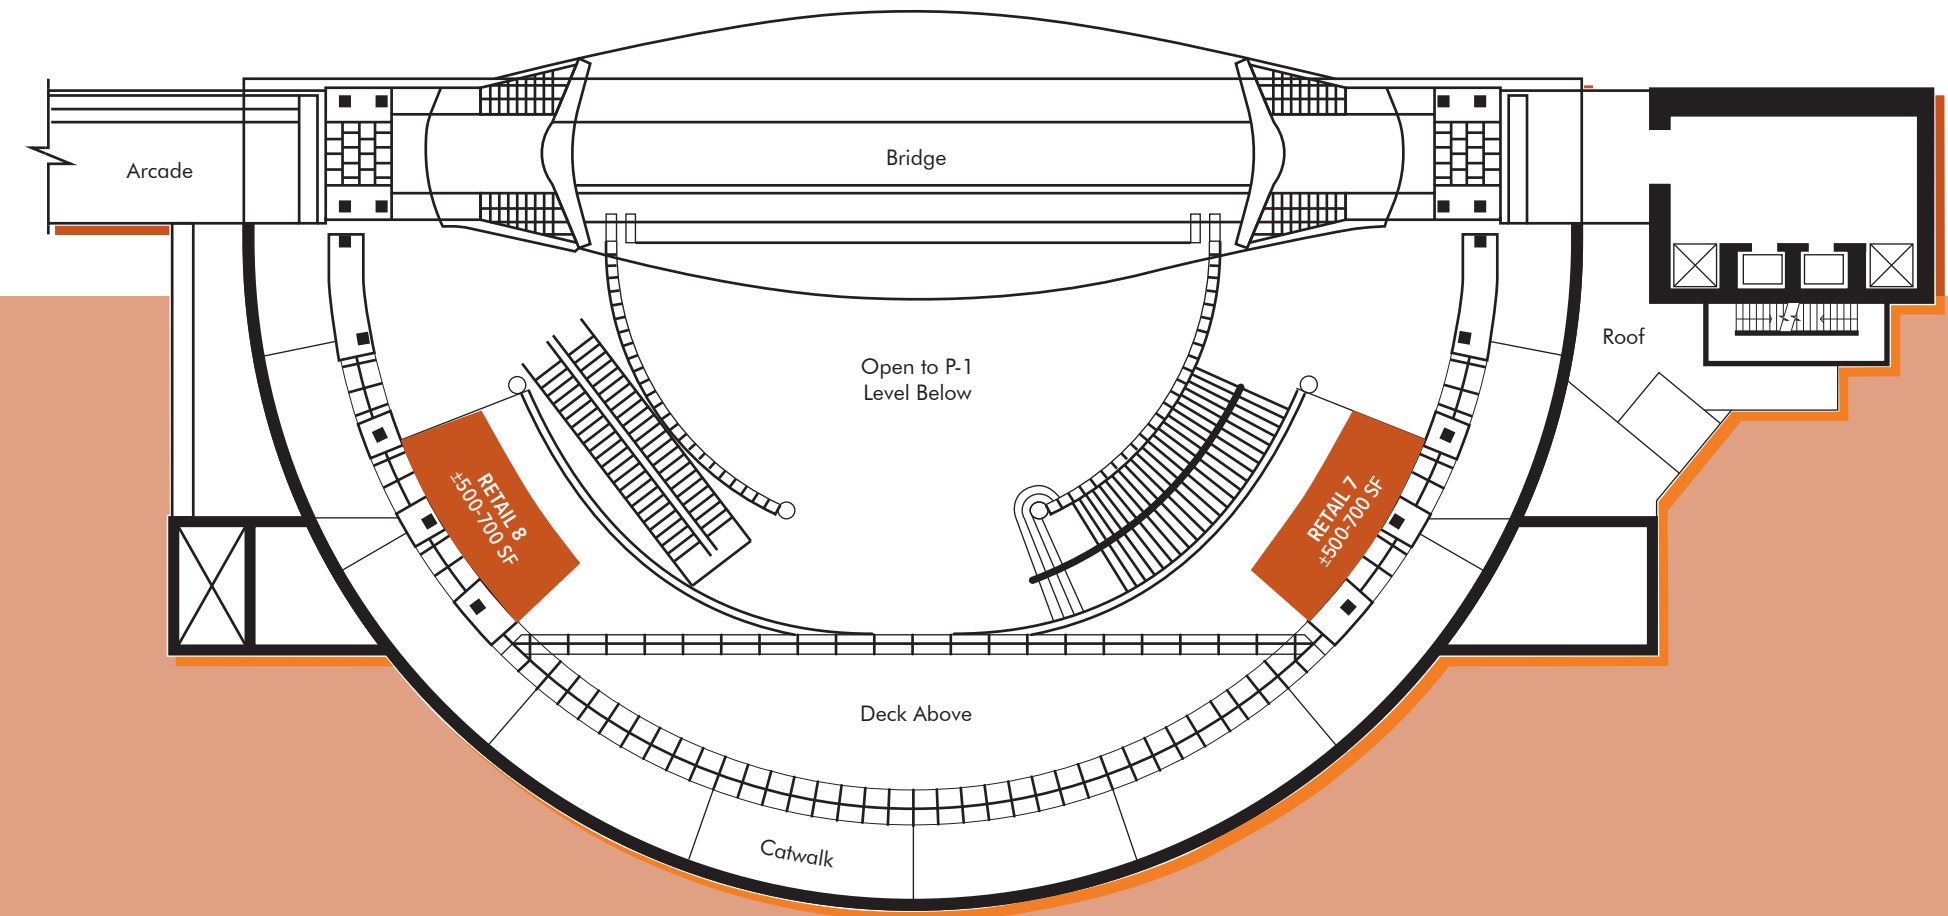 Arcade
Bridge
Roof
Open to P-1
Level Below
RETAIL 8
±500-700 SF
RETAIL 7
±500-700 SF
Deck Above
Catwalk